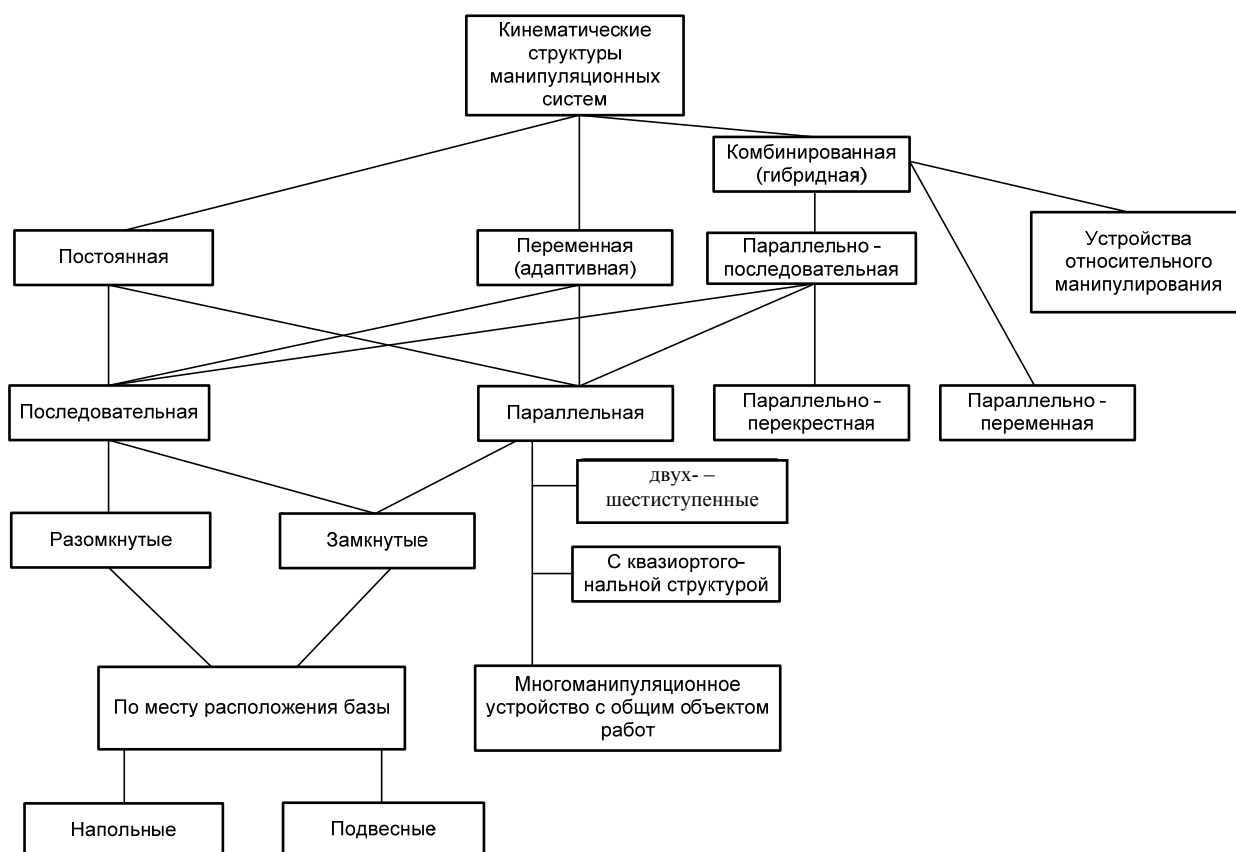 Кинематические
структуры
манипуляционных
систем
Комбинированная
(гибридная)
Постоянная
Переменная
(адаптивная)
Параллельно -
последовательная
Устройства
относительного
манипулирования
Последовательная
Параллельная
Параллельно -
перекрестная
Параллельно -
переменная
двух- –
шестиступенные
Разомкнутые
Замкнутые
С квазиортого-
нальной структурой
По месту расположения базы
Многоманипуляционное
устройство с общим объектом
работ
Напольные
Подвесные